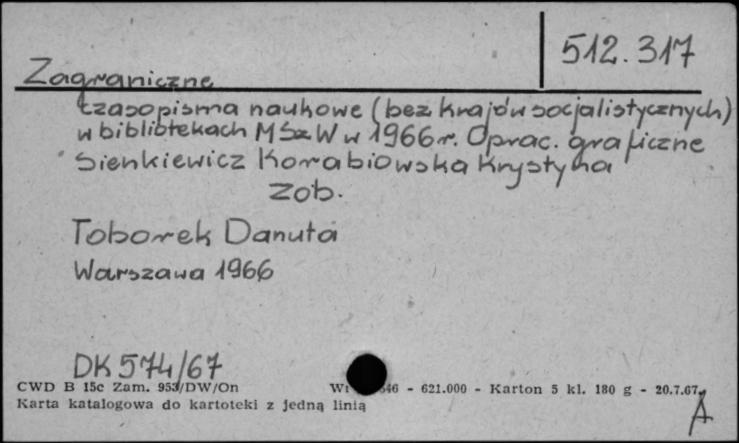 512.317
Zagraniczne
czasopisma naukowe (bez krajów socjalistycznych)
w bibliotekach MSzW w 1966 r. Oprac. graficzne
Sienkiewicz Korabiowska Krystyna
Zob.
Toborek Danuta
Warszawa 1966
DK 574/67
CWD B 15c Zam. 953/DW/On W 546 - 621.000 - Karton 5 kl. 180 g - 20.7.67.
Karta katalogowa do kartoteki z jedną linią
A